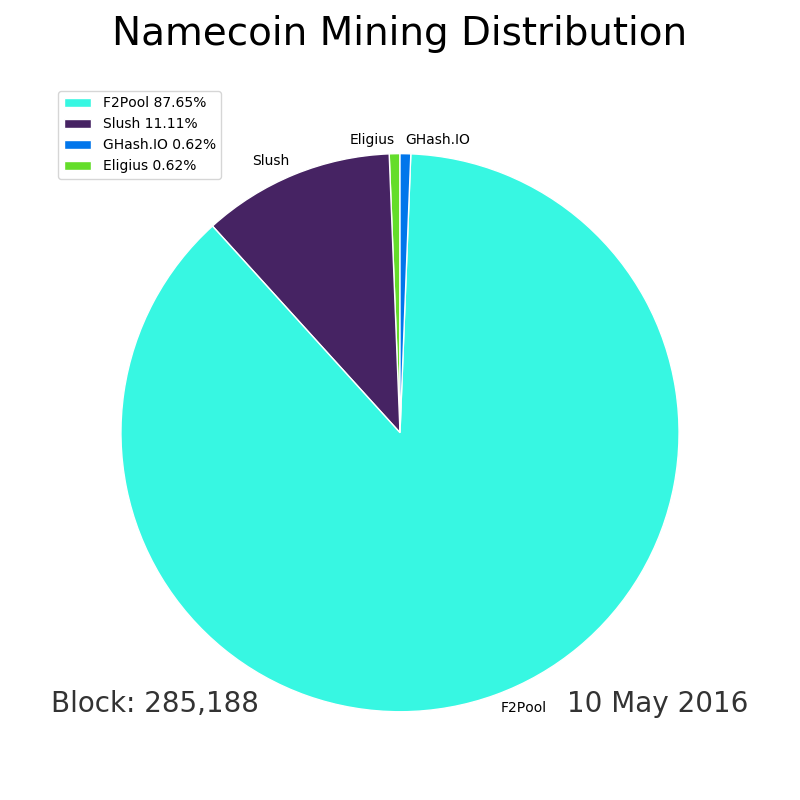 Namecoin Mining Distribution
F2Pool 87.65%
Slush 11.11%
GHash.IO 0.62%
Eligius 0.62%
Eligius
GHash.IO
Slush
F2Pool
Block: 285,188
10 May 2016